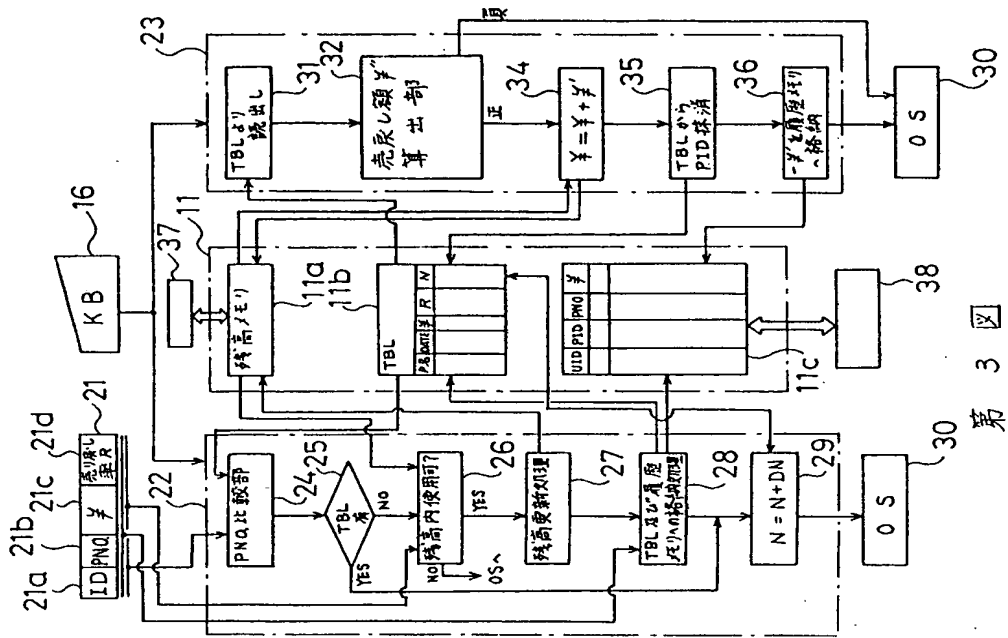 21a
21b
21c
21d
21
ID
PNO.
¥
売り戻し
率R
22
PNO.比較部
24
TBL
有
25
YES
NO
残高内使用可?
26
NO
OSへ
YES
残高更新処理
27
TBL及び履歴
メモリへの格納処理
28
N=N+DN
29
OS
30
KB
16
37
11
残高メモリ
11a
TBL
11b
DATE
¥
R
N
UID
PID
PNO
¥
11c
38
23
TBLより
読出し
31
売戻し額¥"
算出部
32
正
負
¥=¥+¥'
34
TBLから
PID抹消
35
-¥'を履歴メモリ
へ格納
36
OS
30
第 3 図